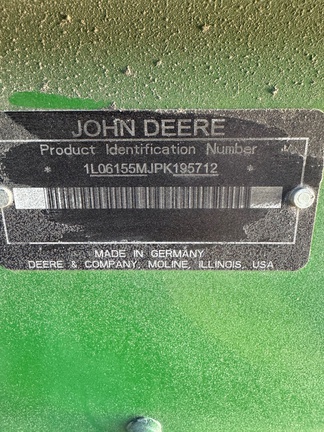 JOHN DEERE
Product Identification Number
* 1L06155MJPK195712 *
MADE IN GERMANY
DEERE & COMPANY, MOLINE, ILLINOIS, USA